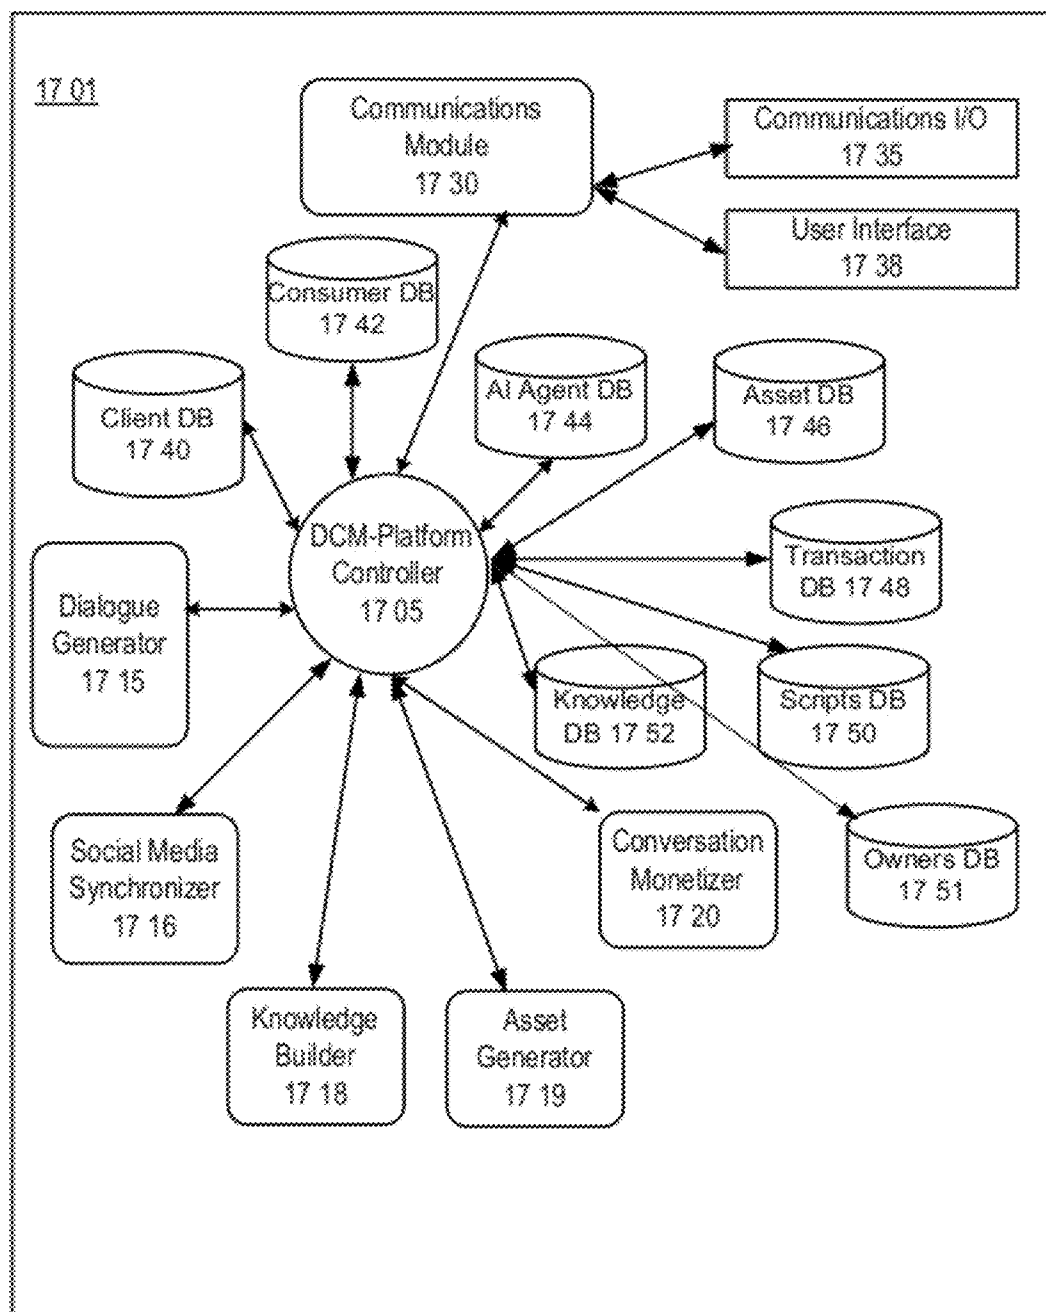 17 01
Communications
Module
17 30
Communications I/O
17 35
User Interface
17 38
Consumer DB
17 42
Client DB
17 40
AI Agent DB
17 44
Asset DB
17 46
DCM-Platform
Controller
17 05
Transaction
DB 17 48
Dialogue
Generator
17 15
Knowledge
DB 17 52
Scripts DB
17 50
Social Media
Synchronizer
17 16
Conversation
Monetizer
17 20
Owners DB
17 51
Knowledge
Builder
17 18
Asset
Generator
17 19